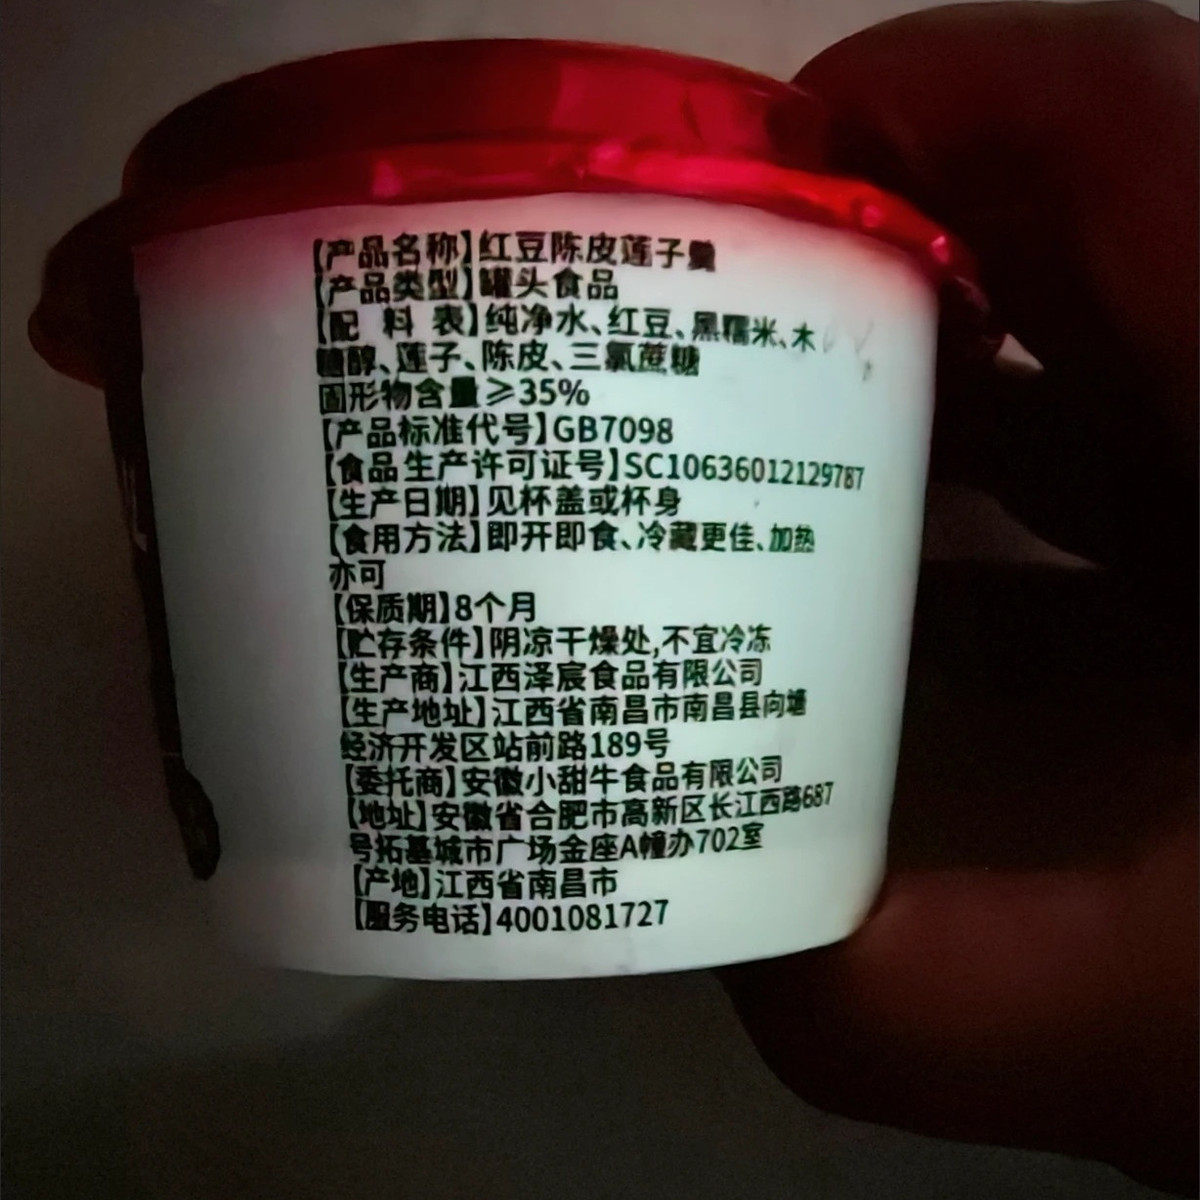 【产品名称】红豆陈皮莲子羹
【产品类型】罐头食品
【配 料 表】纯净水、红豆、黑糯米、木
糖醇、莲子、陈皮、三氯蔗糖
固形物含量≥35%
【产品标准代号】GB7098
【食品生产许可证号】SC10636012129787
【生产日期】见杯盖或杯身
【食用方法】即开即食、冷藏更佳、加热
亦可
【保质期】8个月
【贮存条件】阴凉干燥处,不宜冷冻
【生产商】江西泽宸食品有限公司
【生产地址】江西省南昌市南昌县向塘
经济开发区站前路189号
【委托商】安徽小甜牛食品有限公司
【地址】安徽省合肥市高新区长江西路687
号拓基城市广场金座A幢办702室
【产地】江西省南昌市
【服务电话】4001081727